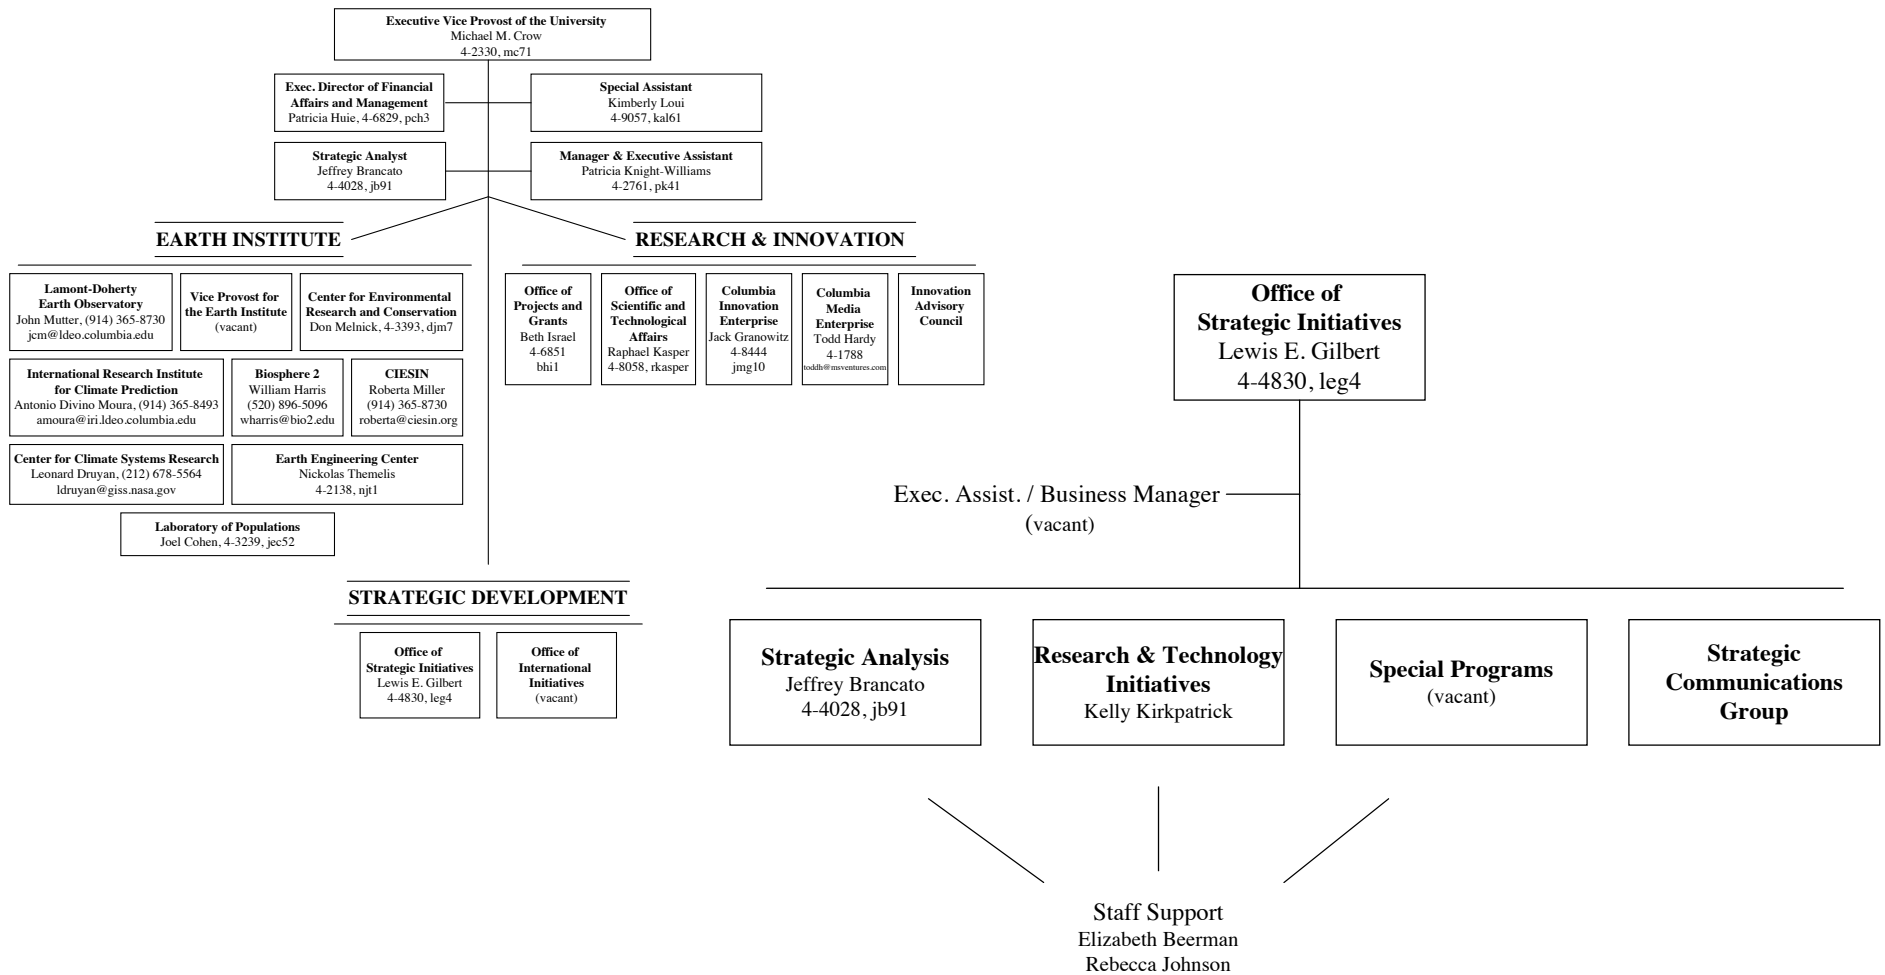 Executive Vice Provost of the University
Michael M. Crow
4-2330, mc71
Exec. Director of Financial
Affairs and Management
Patricia Huie, 4-6829, pch3
Special Assistant
Kimberly Loui
4-9057, kal61
Strategic Analyst
Jeffrey Brancato
4-4028, jb91
Manager & Executive Assistant
Patricia Knight-Williams
4-2761, pk41
EARTH INSTITUTE
Lamont-Doherty
Earth Observatory
John Mutter, (914) 365-8730
jcm@ldeo.columbia.edu
Vice Provost for
the Earth Institute
(vacant)
Center for Environmental
Research and Conservation
Don Melnick, 4-3393, djm7
International Research Institute
for Climate Prediction
Antonio Divino Moura, (914) 365-8493
amoura@iri.ldeo.columbia.edu
Biosphere 2
William Harris
(520) 896-5096
wharris@bio2.edu
CIESIN
Roberta Miller
(914) 365-8730
roberta@ciesin.org
Center for Climate Systems Research
Leonard Druyan, (212) 678-5564
ldruyan@giss.nasa.gov
Earth Engineering Center
Nickolas Themelis
4-2138, njt1
Laboratory of Populations
Joel Cohen, 4-3239, jec52
RESEARCH & INNOVATION
Office of
Projects and
Grants
Beth Israel
4-6851
bhi1
Office of
Scientific and
Technological
Affairs
Raphael Kasper
4-8058, rkasper
Columbia
Innovation
Enterprise
Jack Granowitz
4-8444
jmg10
Columbia
Media
Enterprise
Todd Hardy
4-1788
toddh@msventures.com
Innovation
Advisory
Council
STRATEGIC DEVELOPMENT
Office of
Strategic Initiatives
Lewis E. Gilbert
4-4830, leg4
Office of
International
Initiatives
(vacant)
Office of
Strategic Initiatives
Lewis E. Gilbert
4-4830, leg4
Exec. Assist. / Business Manager
(vacant)
Strategic Analysis
Jeffrey Brancato
4-4028, jb91
Research & Technology
Initiatives
Kelly Kirkpatrick
Special Programs
(vacant)
Strategic
Communications
Group
Staff Support
Elizabeth Beerman
Rebecca Johnson